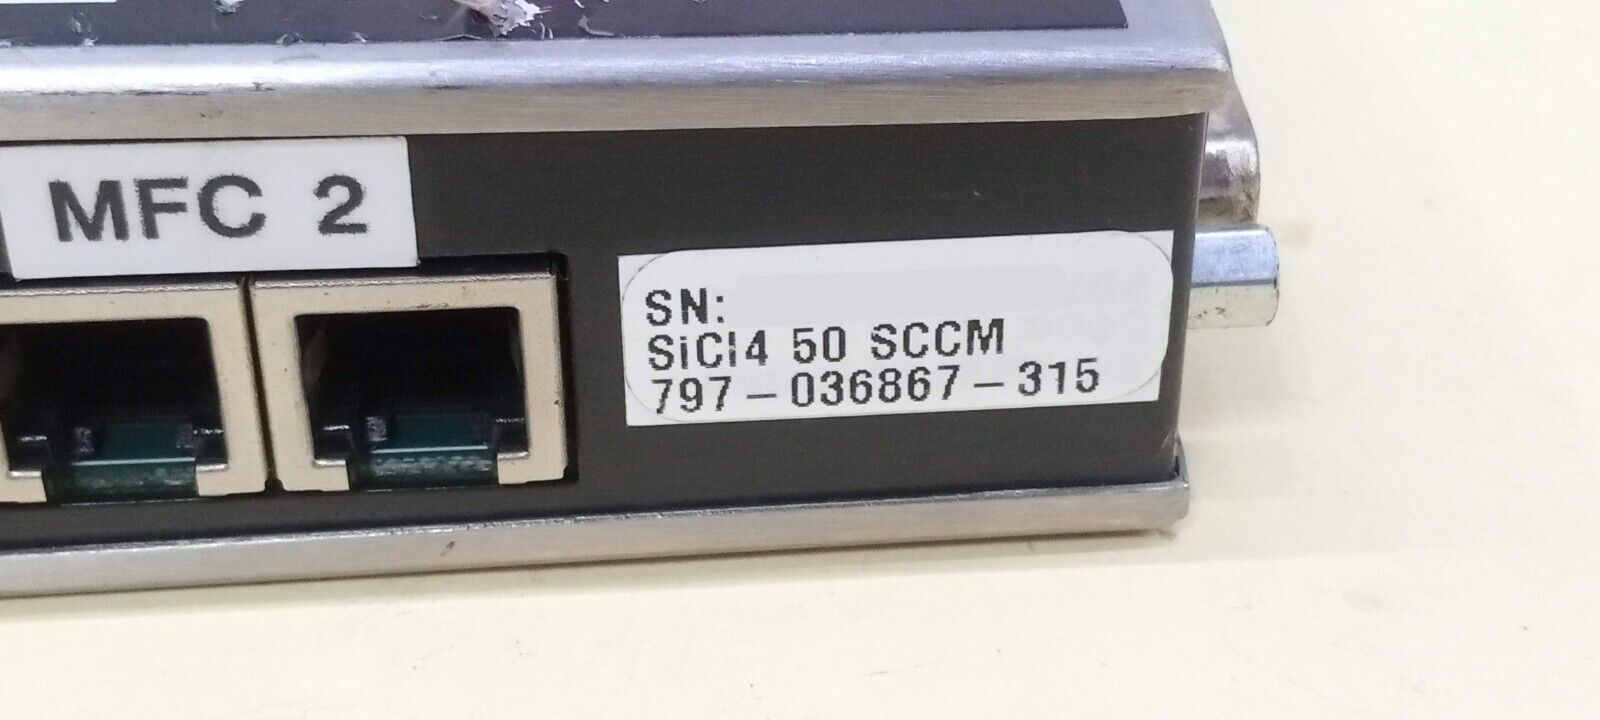 MFC 2
SN:
SiCl4 50 SCCM
797-036867-315